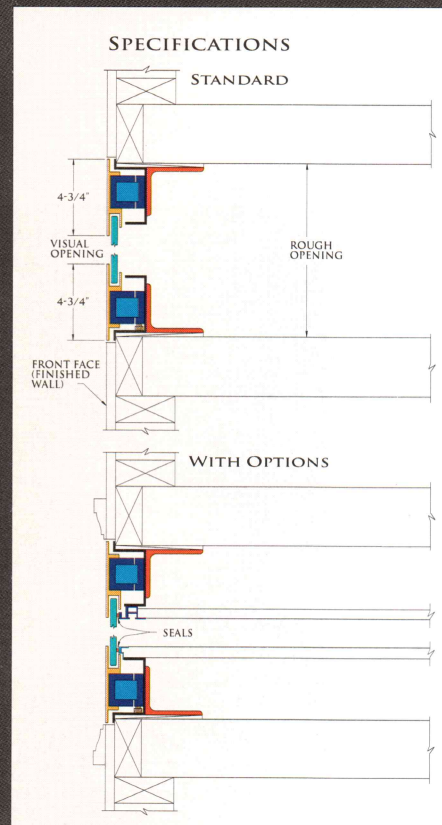 SPECIFICATIONS
STANDARD
4-3/4"
VISUAL
OPENING
ROUGH
OPENING
4-3/4"
FRONT FACE
(FINISHED
WALL)
WITH OPTIONS
SEALS